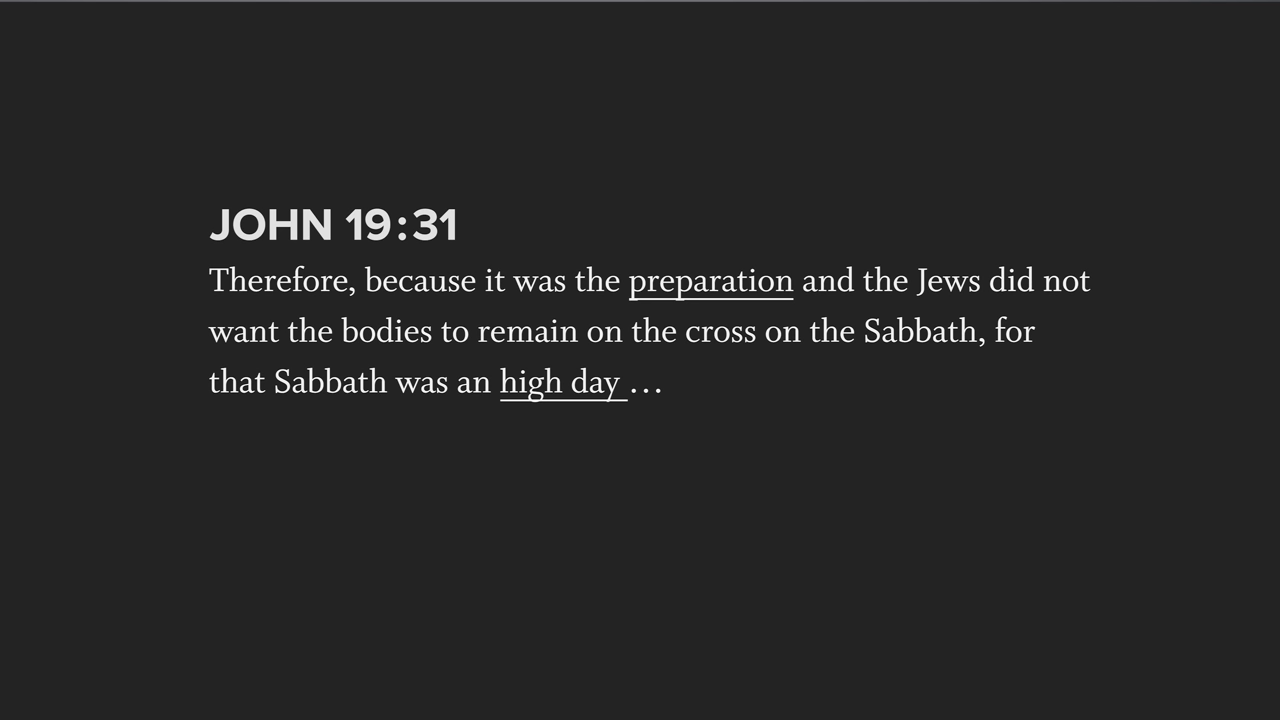 JOHN 19:31
Therefore, because it was the preparation and the Jews did not
want the bodies to remain on the cross on the Sabbath, for
that Sabbath was an high day ...